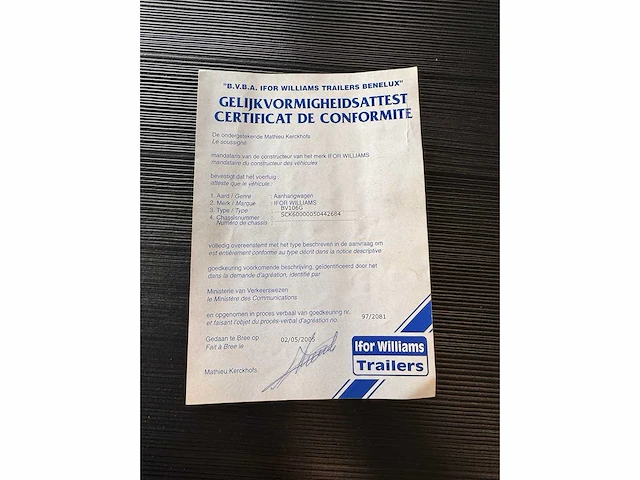 "B.V.B.A. IFOR WILLIAMS TRAILERS BENELUX"
GELIJKVORMIGHEIDSATTEST
CERTIFICAT DE CONFORMITE
De ondergetekende Mathieu Kerckhofs
Le soussigné
mandataris van de constructeur van het merk IFOR WILLIAMS
mandataire du constructeur des véhicules
bevestigt dat het voertuig :
atteste que le véhicule :
1. Aard / Genre : Aanhangwagen
2. Merk / Marque : IFOR WILLIAMS
3. Type / Type : BV106G
4. Chassisnummer : SCK60000050442684
Numéro de chassis
volledig overeenstemt met het type beschreven in de aanvraag om
est entièrement conforme au type décrit dans la notice descriptive
goedkeuring voorkomende beschrijving, geïdentificeerd door het
dans la demande d'agréation, identifié par
Ministerie van Verkeerswezen
le Ministère des Communications
en opgenomen in proces verbaal van goedkeuring nr. 97/2081
et faisant l'objet du procès-verbal d'agréation no.
Gedaan te Bree op 02/05/2005
Fait à Bree le
Mathieu Kerckhofs
Ifor Williams
Trailers